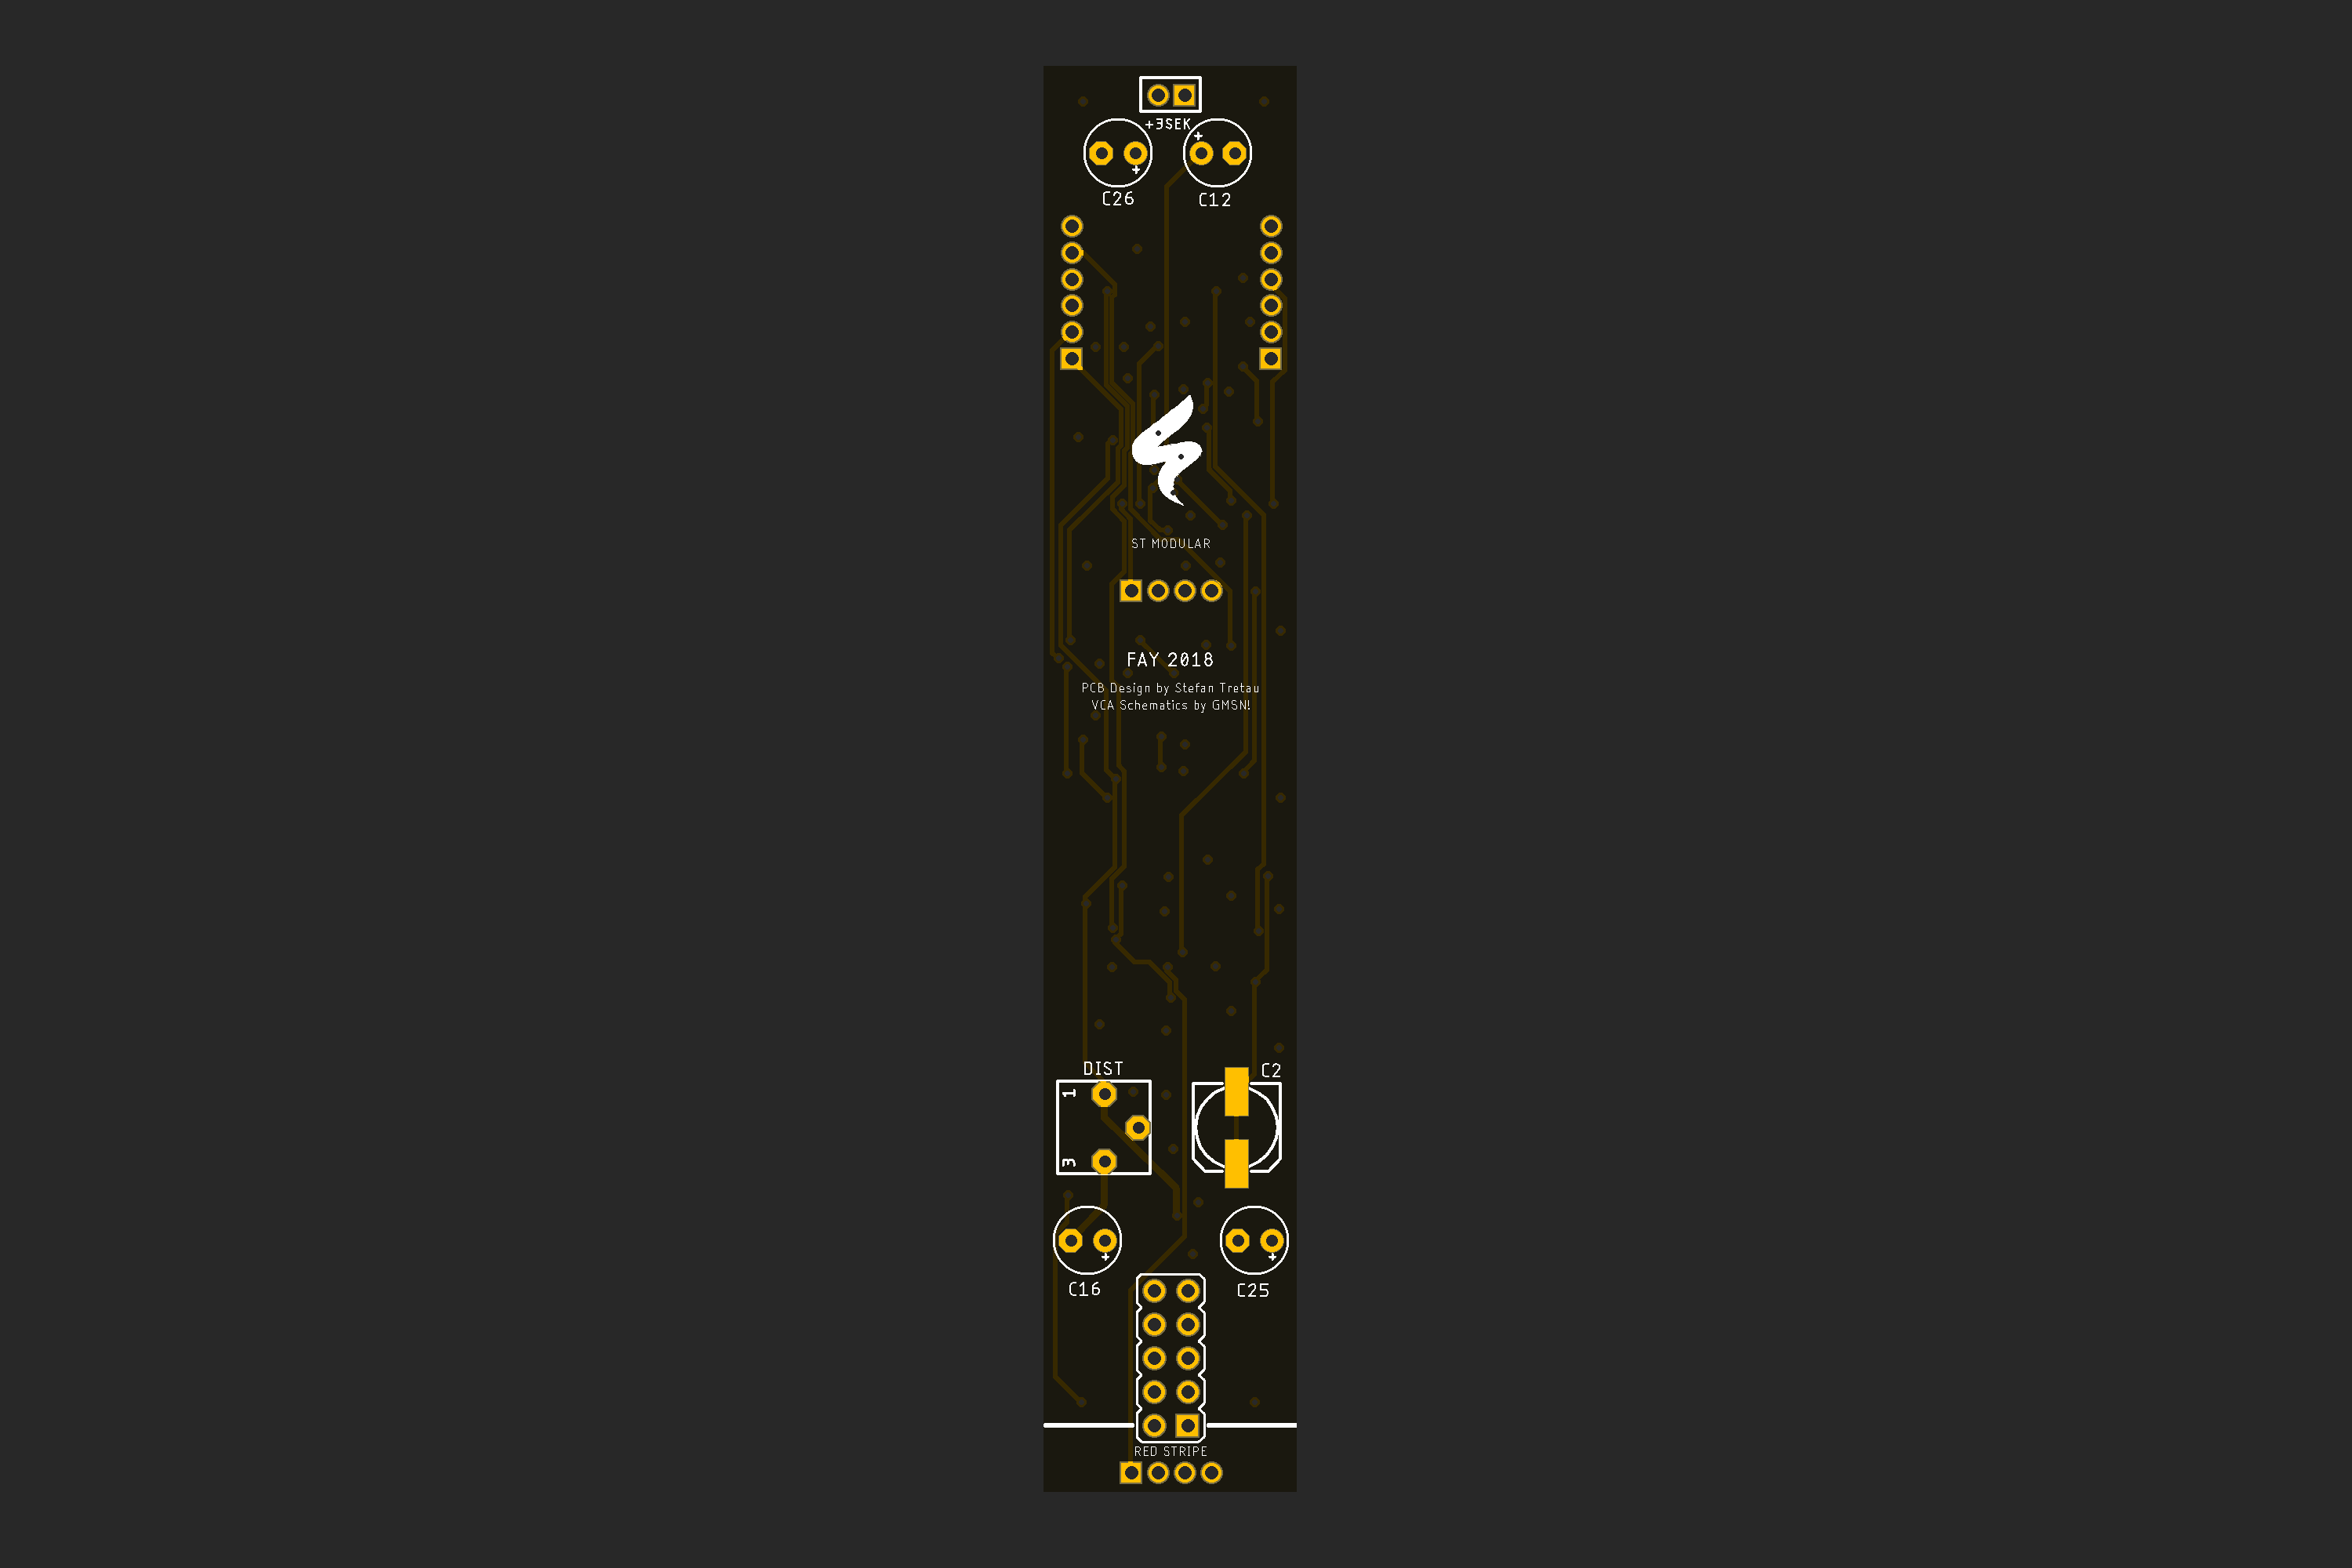 +3SEK
+
+
C26 C12
ST MODULAR
FAY 2018
PCB Design by Stefan Tretau
VCA Schematics by GMSN!
DIST
C2
1
3
+
+
C16
C25
RED STRIPE